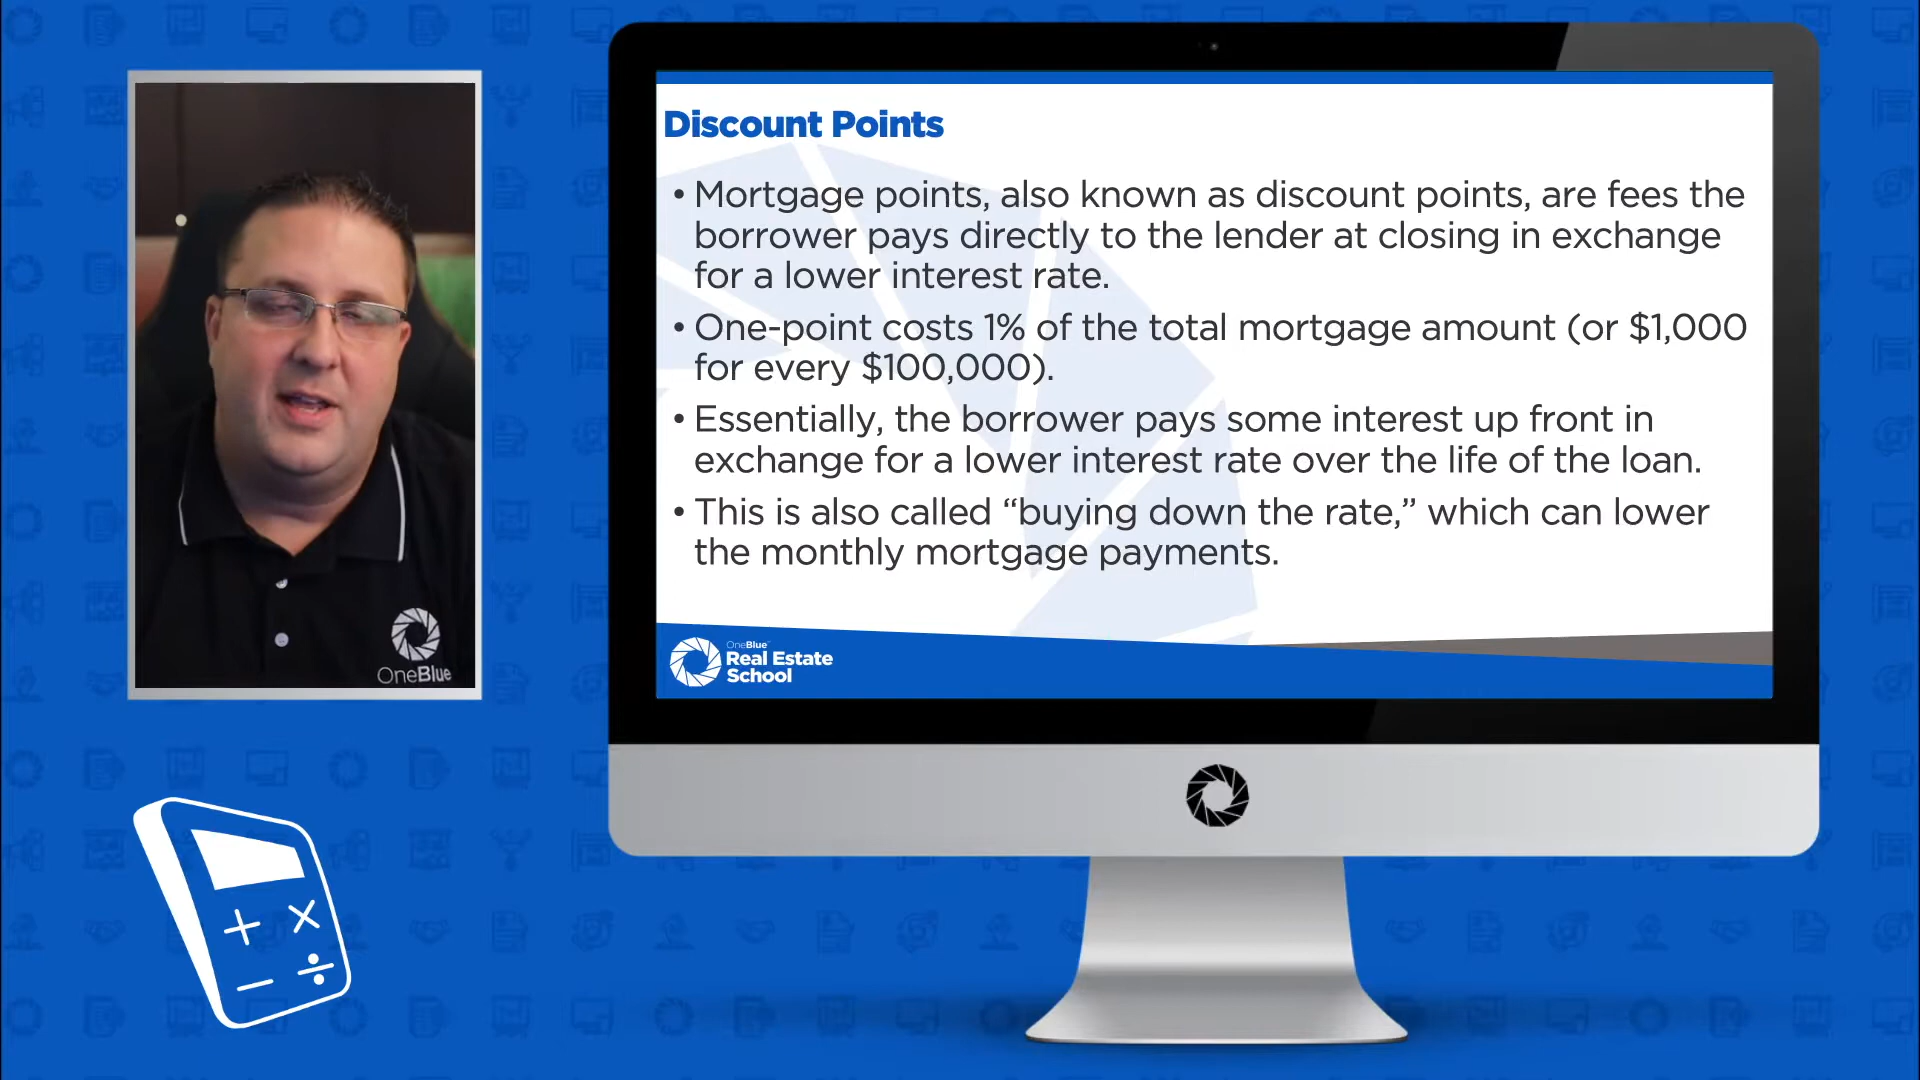 Discount Points
• Mortgage points, also known as discount points, are fees the
borrower pays directly to the lender at closing in exchange
for a lower interest rate.
• One-point costs 1% of the total mortgage amount (or $1,000
for every $100,000).
• Essentially, the borrower pays some interest up front in
exchange for a lower interest rate over the life of the loan.
• This is also called “buying down the rate,” which can lower
the monthly mortgage payments.
OneBlue
Real Estate
School
OneBlue